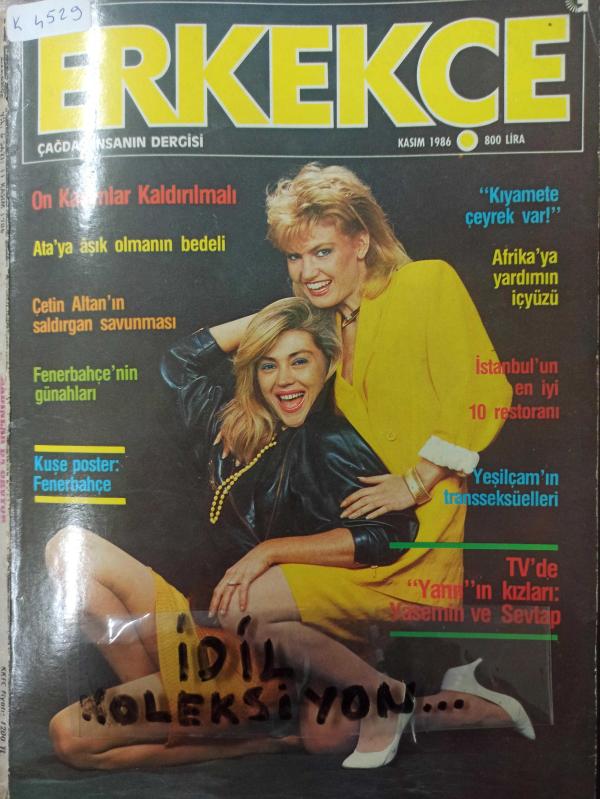 K 4529
ERKEKÇE
ÇAĞDAŞ İNSANIN DERGİSİ
KASIM 1986
800 LİRA
On Kasımlar Kaldırılmalı
Ata'ya âşık olmanın bedeli
Çetin Altan'ın
saldırgan savunması
Fenerbahçe'nin
günahları
Kuşe poster:
Fenerbahçe
"Kıyamete
çeyrek var!"
Afrika'ya
yardımın
içyüzü
İstanbul'un
en iyi
10 restoranı
Yeşilçam'ın
transseksüelleri
TV'de
"Yarın"ın kızları:
Yasemin ve Sevtap
İDİL
KOLEKSİYON...